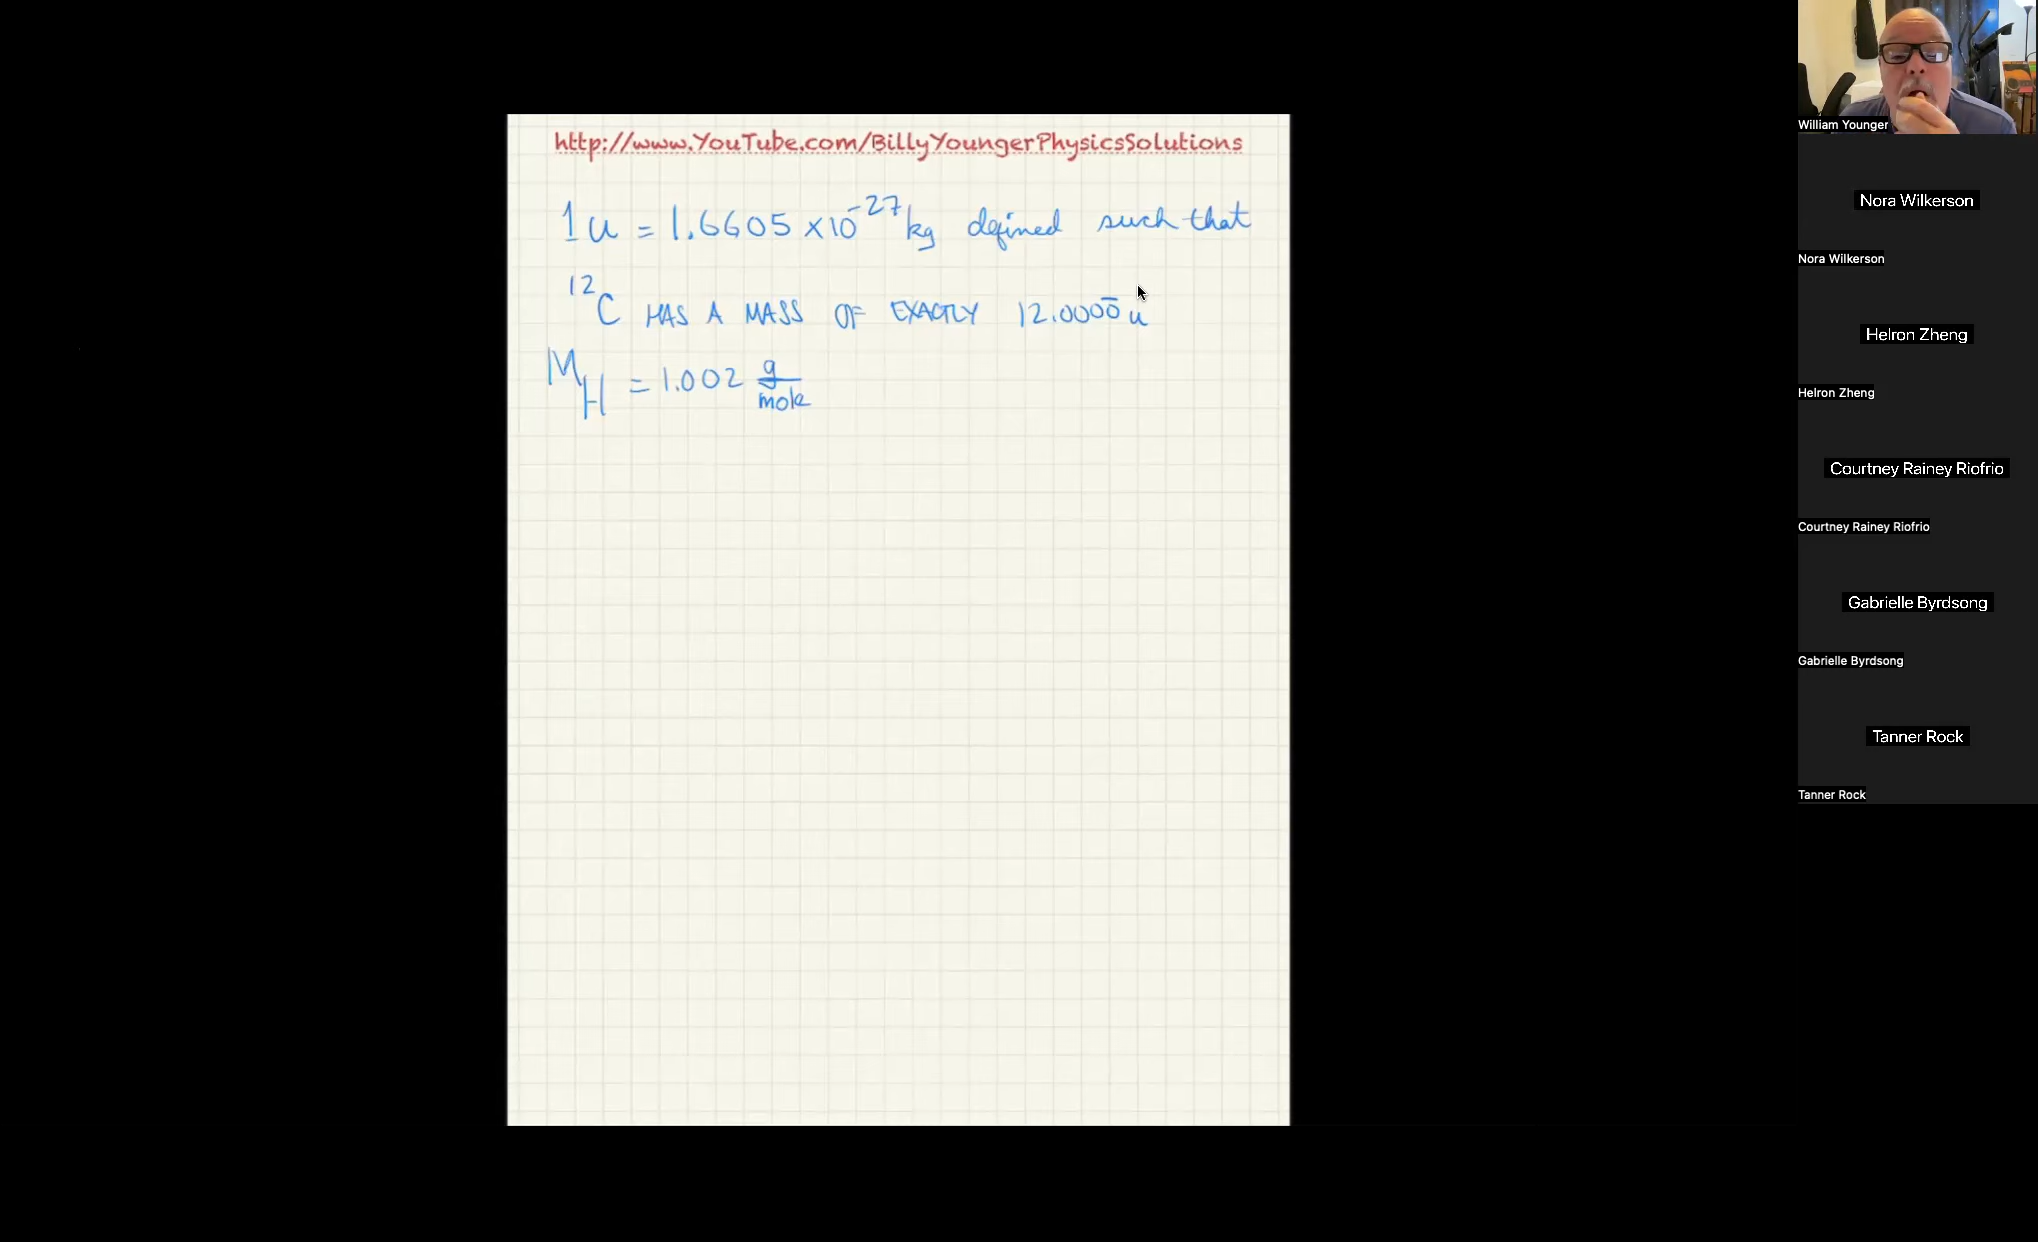 http://www.YouTube.com/BillyYoungerPhysicsSolutions
1u = 1.6605 x10⁻²⁷ kg defined such that
¹²C HAS A MASS OF EXACTLY 12.0000̅ u
M_H = 1.002 g/mole
William Younger
Nora Wilkerson
Nora Wilkerson
Helron Zheng
Helron Zheng
Courtney Rainey Riofrio
Courtney Rainey Riofrio
Gabrielle Byrdsong
Gabrielle Byrdsong
Tanner Rock
Tanner Rock